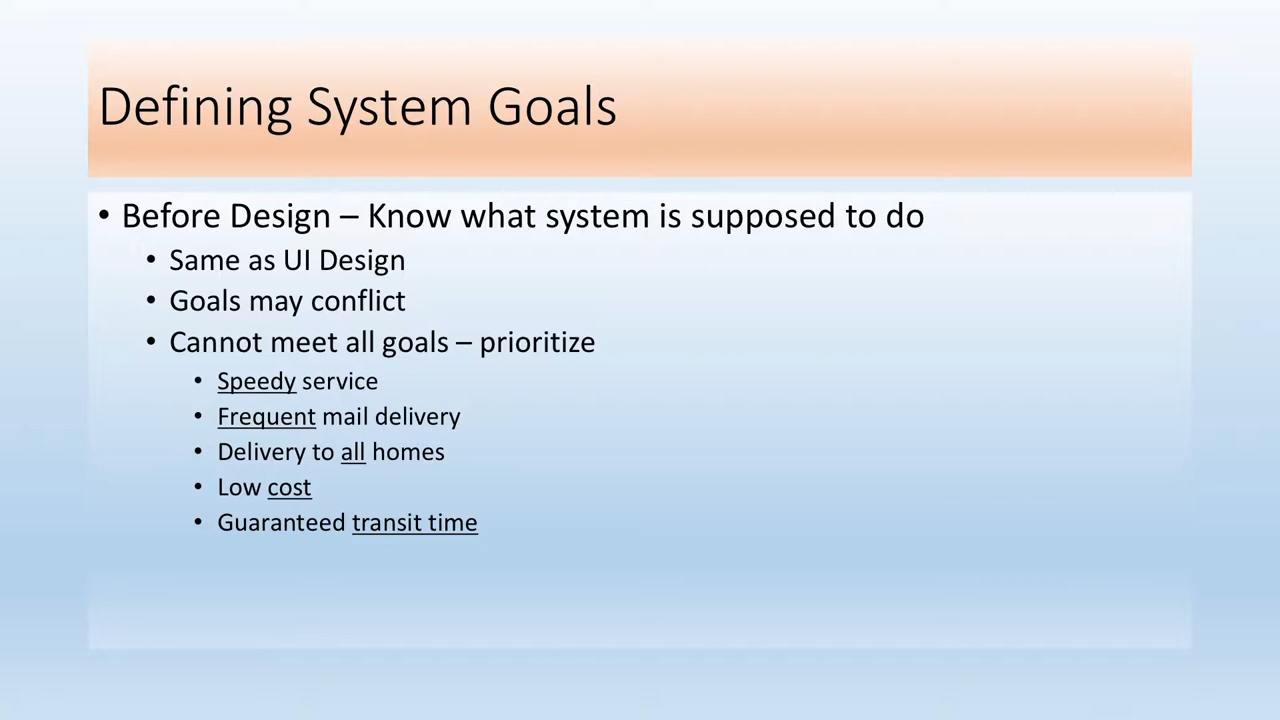 Defining System Goals
• Before Design – Know what system is supposed to do
• Same as UI Design
• Goals may conflict
• Cannot meet all goals – prioritize
• Speedy service
• Frequent mail delivery
• Delivery to all homes
• Low cost
• Guaranteed transit time